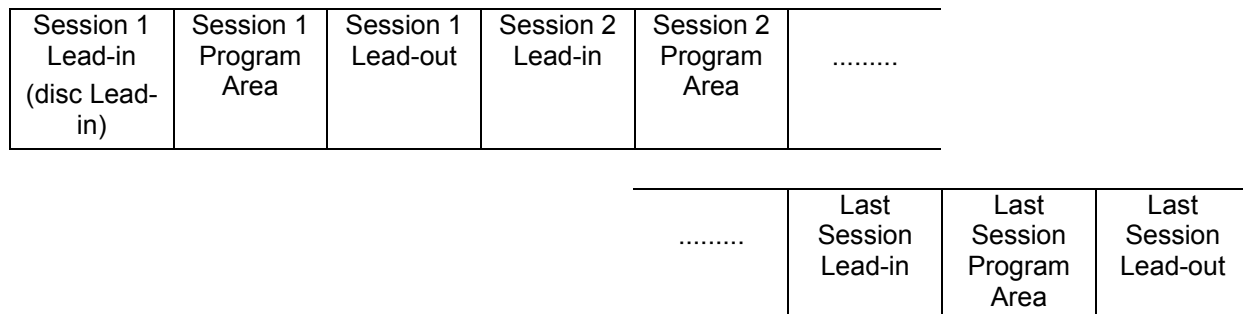 Session 1
Lead-in
(disc Lead-
in)
Session 1
Program
Area
Session 1
Lead-out
Session 2
Lead-in
Session 2
Program
Area
.........
.........
Last
Session
Lead-in
Last
Session
Program
Area
Last
Session
Lead-out